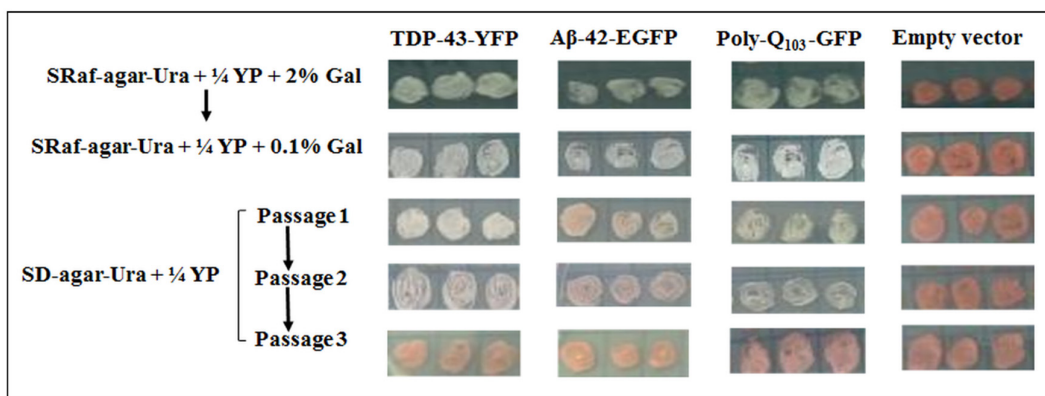 TDP-43-YFP Aβ-42-EGFP Poly-Q₁₀₃-GFP Empty vector
SRaf-agar-Ura + ¼ YP + 2% Gal
SRaf-agar-Ura + ¼ YP + 0.1% Gal
Passage 1
SD-agar-Ura + ¼ YP
Passage 2
Passage 3